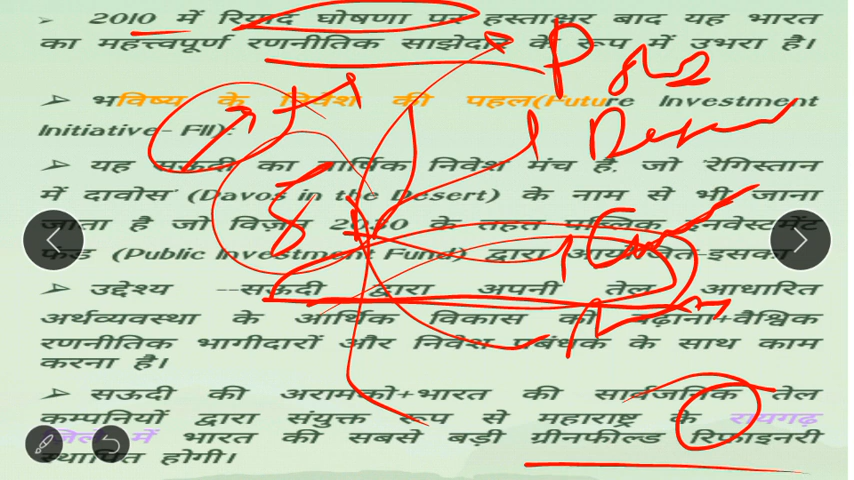 ➢ 2010 में रियाद घोषणा पर हस्ताक्षर बाद यह भारत
का महत्त्वपूर्ण रणनीतिक साझेदार के रूप में उभरा है।
➢ भविष्य के निवेश की पहल(Future Investment
Initiative- FII):
➢ यह सऊदी का वार्षिक निवेश मंच है, जो 'रेगिस्तान
में दावोस' (Davos in the Desert) के नाम से भी जाना
जाता है जो विज़न 2030 के तहत पब्लिक इनवेस्टमेंट
फंड (Public Investment Fund) द्वारा आयोजित-इसका
➢ उद्देश्य --सऊदी द्वारा अपनी तेल आधारित
अर्थव्यवस्था के आर्थिक विकास को बढ़ाना+वैश्विक
रणनीतिक भागीदारों और निवेश प्रबंधक के साथ काम
करना है।
➢ सऊदी की अरामको+भारत की सार्वजनिक तेल
कम्पनियों द्वारा संयुक्त रूप से महाराष्ट्र के रायगढ़
जिले में भारत की सबसे बड़ी ग्रीनफील्ड रिफाइनरी
स्थापित होगी।